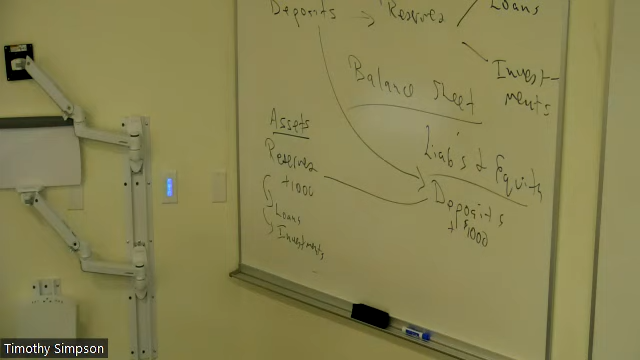 Deposits → Reserves
Loans
Invest-
ments
Balance Sheet
Assets
Liab's & Equity
Reserves
+1000
Deposits
+$1000
Loans
Investments
Timothy Simpson